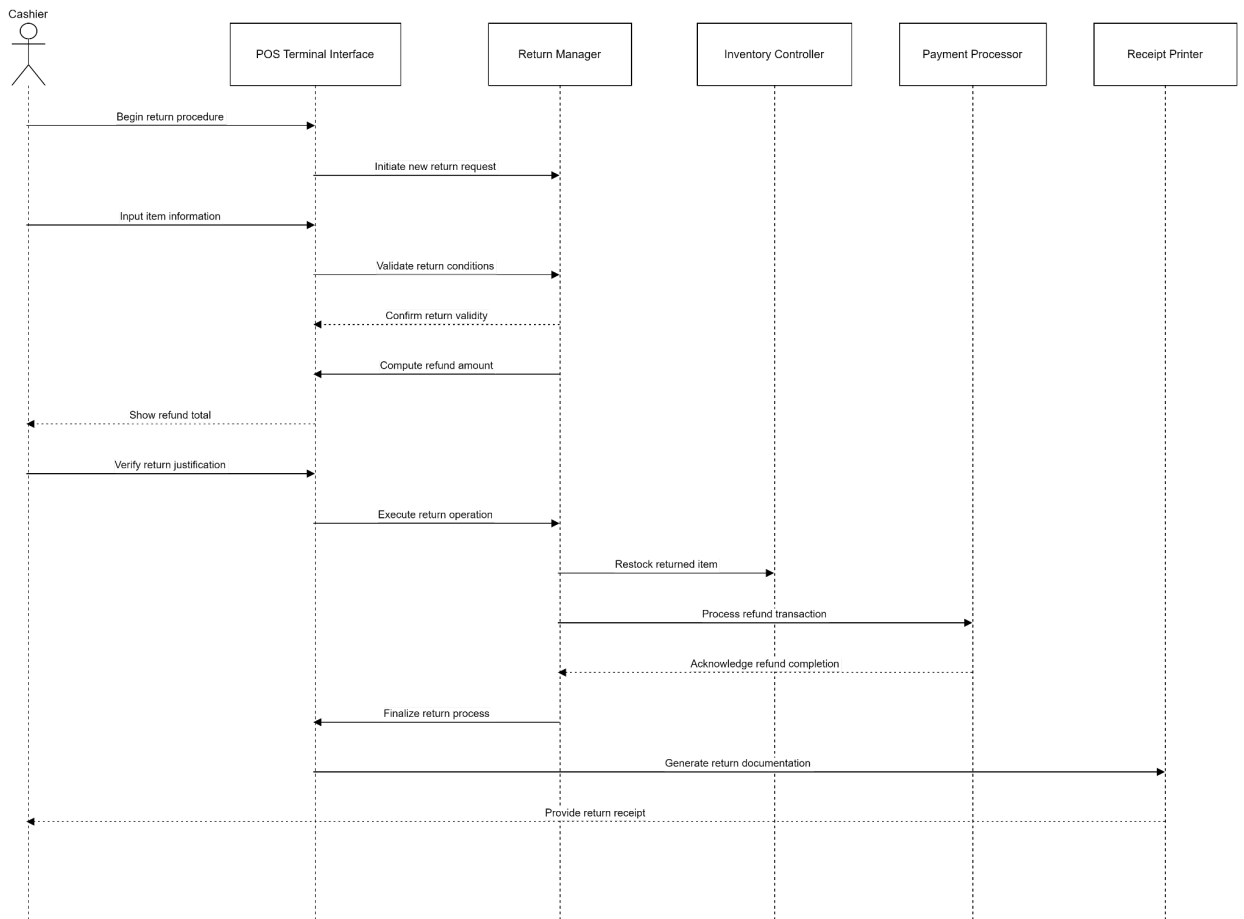 Cashier
POS Terminal Interface
Return Manager
Inventory Controller
Payment Processor
Receipt Printer
Begin return procedure
Initiate new return request
Input item information
Validate return conditions
Confirm return validity
Compute refund amount
Show refund total
Verify return justification
Execute return operation
Restock returned item
Process refund transaction
Acknowledge refund completion
Finalize return process
Generate return documentation
Provide return receipt